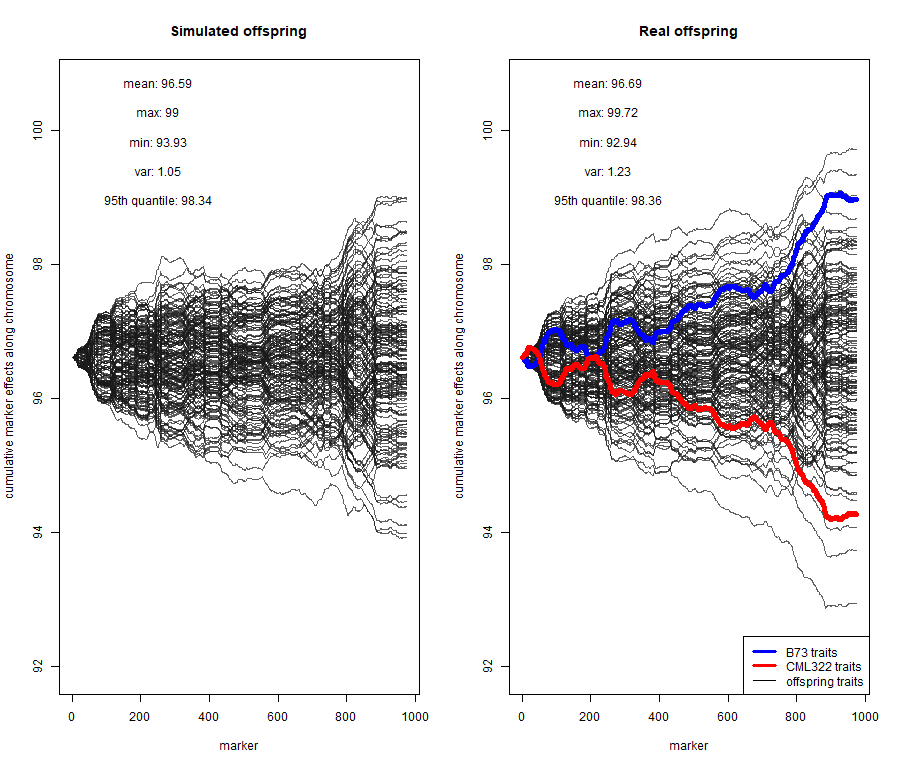 Simulated offspring
mean: 96.59
max: 99
min: 93.93
var: 1.05
95th quantile: 98.34
cumulative marker effects along chromosome
92
94
96
98
100
0
200
400
600
800
1000
marker
Real offspring
mean: 96.69
max: 99.72
min: 92.94
var: 1.23
95th quantile: 98.36
cumulative marker effects along chromosome
92
94
96
98
100
B73 traits
CML322 traits
offspring traits
0
200
400
600
800
1000
marker